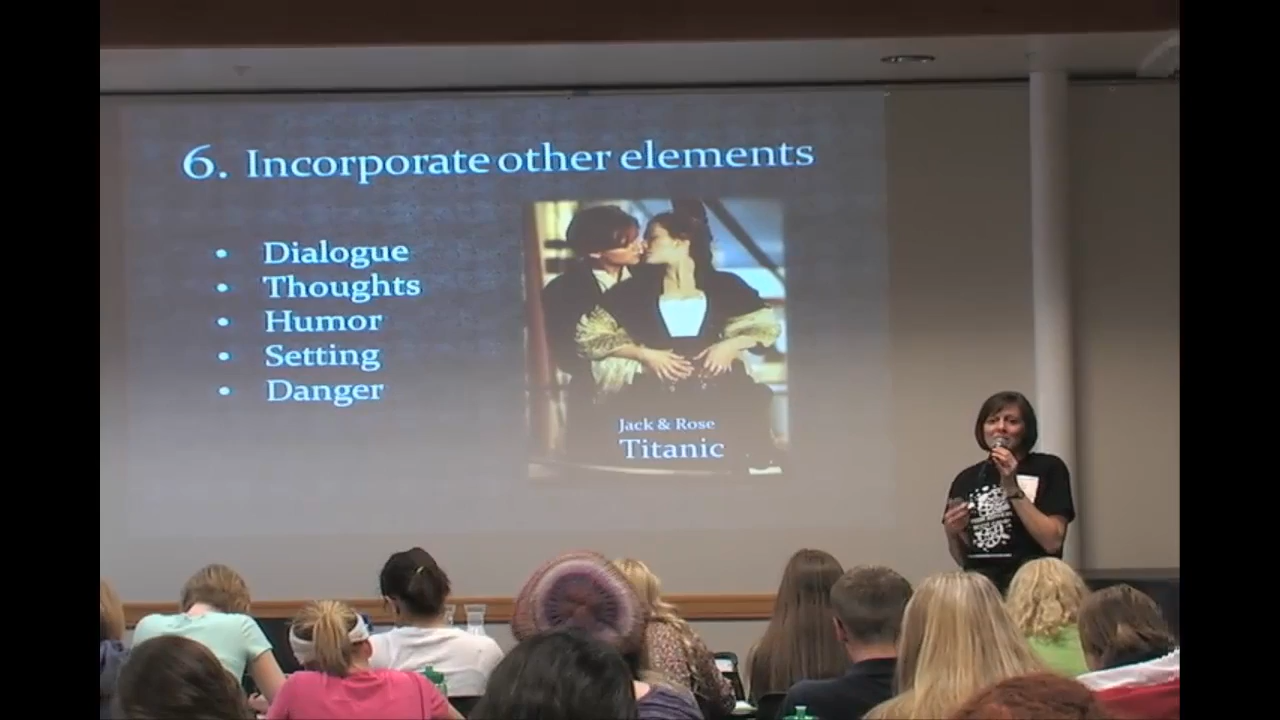 6. Incorporate other elements
• Dialogue
• Thoughts
• Humor
• Setting
• Danger
Jack & Rose
Titanic